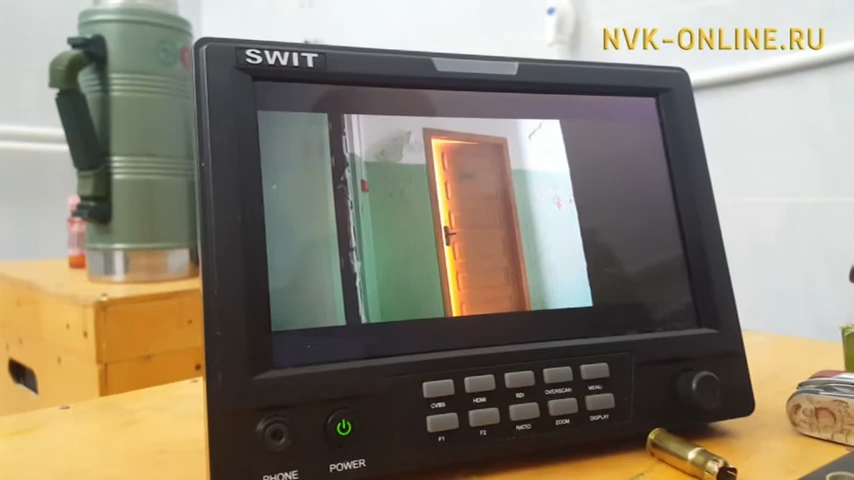 NVK-ONLINE.RU
SWIT
CVBS HDMI SDI OVERSCAN MENU
F1 F2 RATIO ZOOM DISPLAY
PHONE POWER